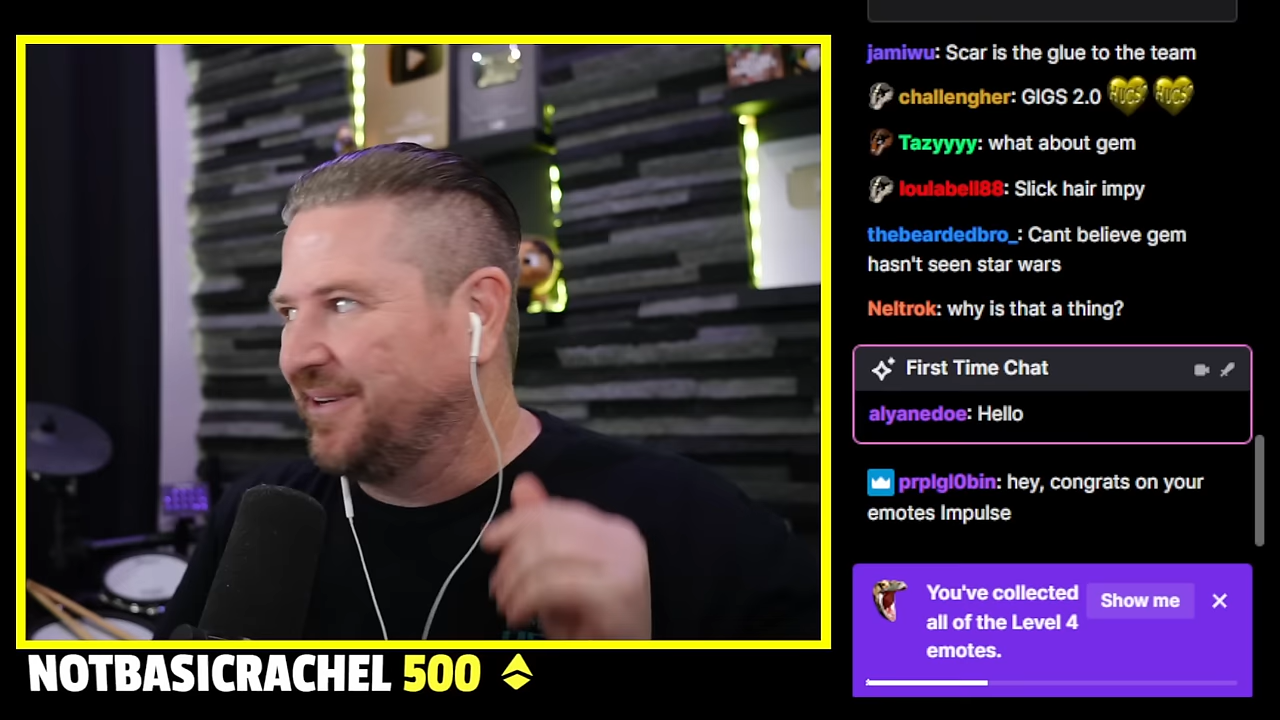 jamiwu: Scar is the glue to the team
challengher: GIGS 2.0 HUGS HUGS
Tazyyyy: what about gem
loulabell88: Slick hair impy
thebeardedbro_: Cant believe gem
hasn't seen star wars
Neltrok: why is that a thing?
First Time Chat
alyanedoe: Hello
prplgl0bin: hey, congrats on your
emotes Impulse
You've collected
all of the Level 4
emotes.
Show me
NOTBASICRACHEL 500